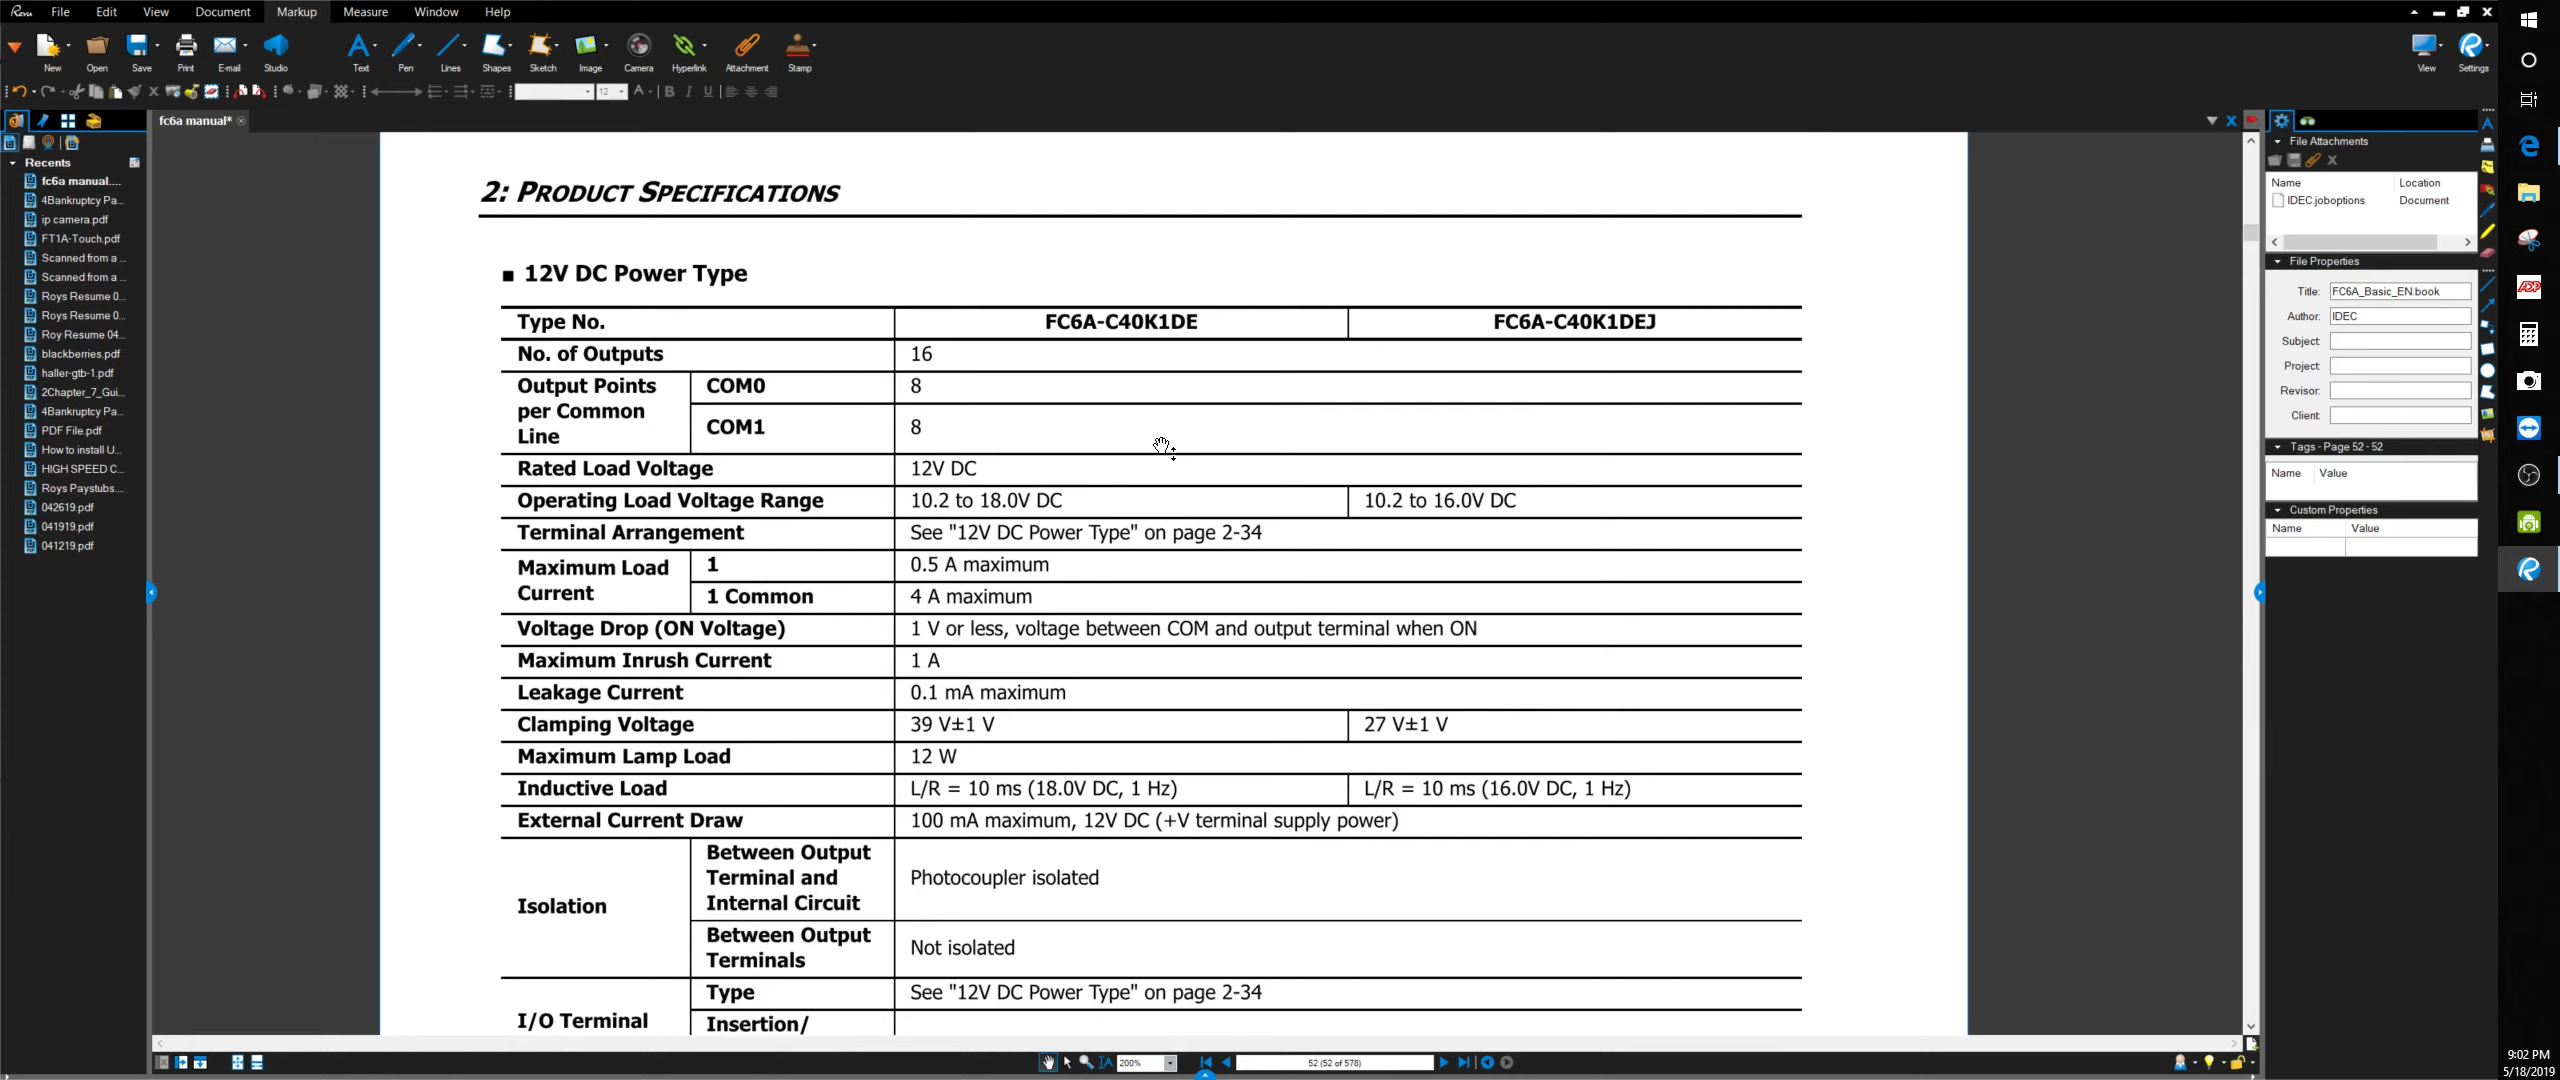 Revu File Edit View Document Markup Measure Window Help
New Open Save Print E-mail Studio Text Pen Lines Shapes Sketch Image Camera Hyperlink Attachment Stamp View Settings
12 A B I U
fc6a manual*
Recents
fc6a manual....
4Bankruptcy Pa...
ip camera.pdf
FT1A-Touch.pdf
Scanned from a ...
Scanned from a ...
Roys Resume 0...
Roys Resume 0...
Roy Resume 04...
blackberries.pdf
haller-gtb-1.pdf
2Chapter_7_Gui...
4Bankruptcy Pa...
PDF File.pdf
How to install U...
HIGH SPEED C...
Roys Paystubs....
042619.pdf
041919.pdf
041219.pdf
2: PRODUCT SPECIFICATIONS
■ 12V DC Power Type
Type No. FC6A-C40K1DE FC6A-C40K1DEJ
No. of Outputs 16
Output Points per Common Line COM0 8
COM1 8
Rated Load Voltage 12V DC
Operating Load Voltage Range 10.2 to 18.0V DC 10.2 to 16.0V DC
Terminal Arrangement See "12V DC Power Type" on page 2-34
Maximum Load Current 1 0.5 A maximum
1 Common 4 A maximum
Voltage Drop (ON Voltage) 1 V or less, voltage between COM and output terminal when ON
Maximum Inrush Current 1 A
Leakage Current 0.1 mA maximum
Clamping Voltage 39 V±1 V 27 V±1 V
Maximum Lamp Load 12 W
Inductive Load L/R = 10 ms (18.0V DC, 1 Hz) L/R = 10 ms (16.0V DC, 1 Hz)
External Current Draw 100 mA maximum, 12V DC (+V terminal supply power)
Isolation
Between Output Terminal and Internal Circuit Photocoupler isolated
Between Output Terminals Not isolated
I/O Terminal
Type See "12V DC Power Type" on page 2-34
Insertion/
File Attachments
Name Location
IDEC.joboptions Document
File Properties
Title: FC6A_Basic_EN.book
Author: IDEC
Subject:
Project:
Revisor:
Client:
Tags - Page 52 - 52
Name Value
Custom Properties
Name Value
ADP
200%
52 (52 of 578)
9:02 PM
5/18/2019